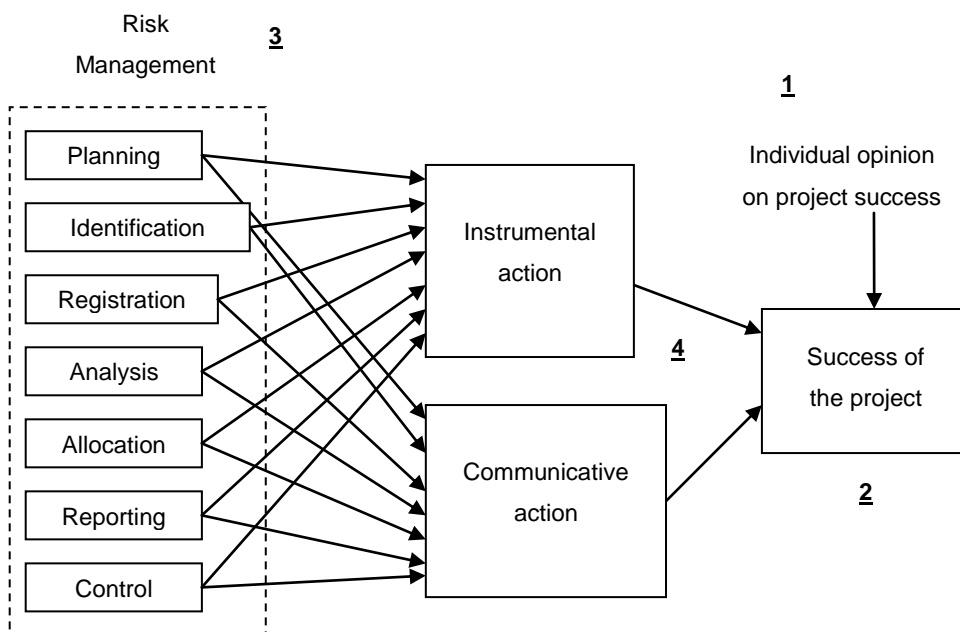 Risk
Management
3
Planning
Identification
Registration
Analysis
Allocation
Reporting
Control
Instrumental
action
Communicative
action
4
1
Individual opinion
on project success
Success of
the project
2